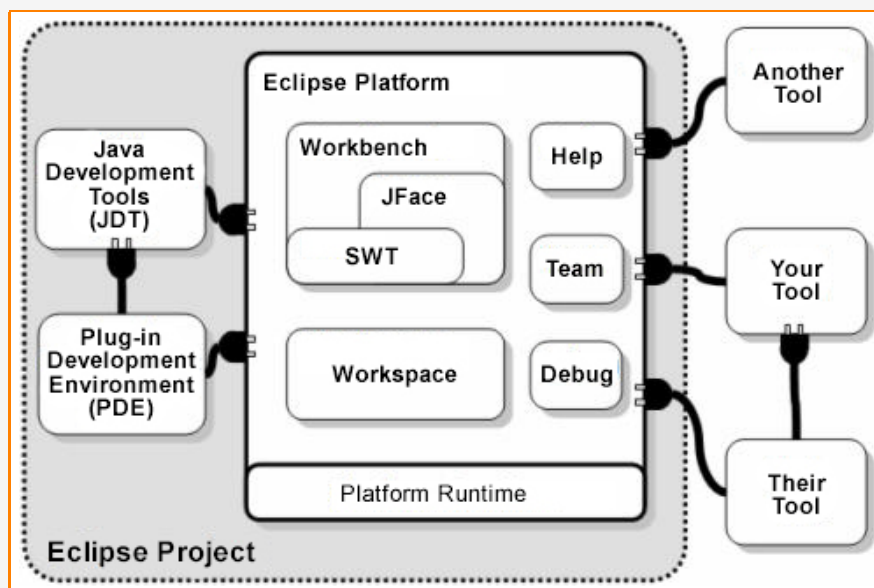 Eclipse Platform
Another
Tool
Workbench
Help
Java
Development
Tools
(JDT)
JFace
SWT
Team
Your
Tool
Plug-in
Development
Environment
(PDE)
Workspace
Debug
Their
Tool
Platform Runtime
Eclipse Project